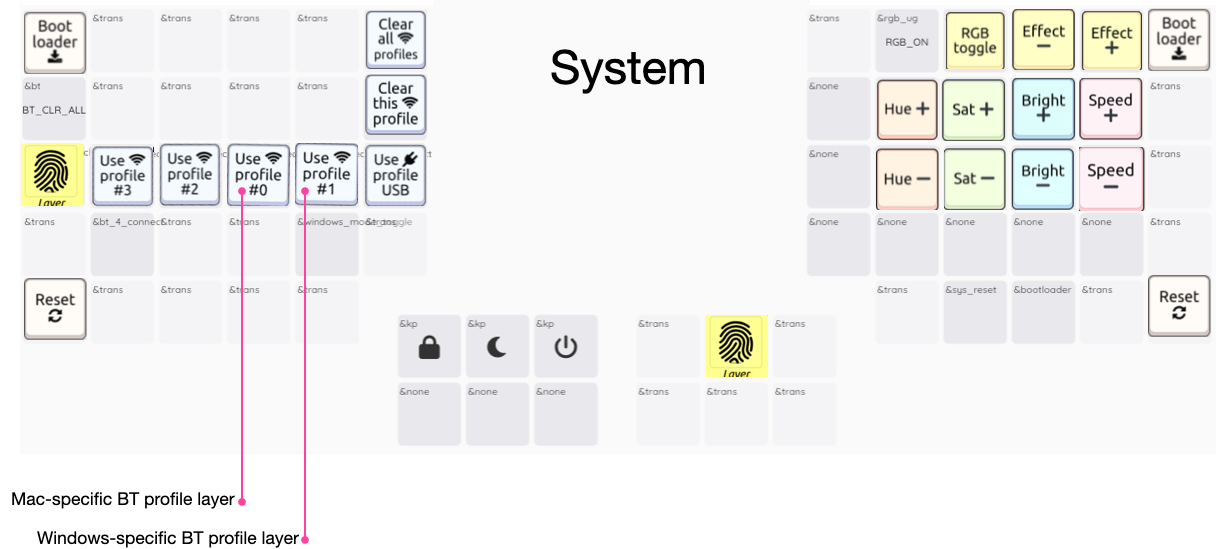 System
Boot
loader
&trans
&trans
&trans
&trans
Clear
all
profiles
&bt
BT_CLR_ALL
&trans
&trans
&trans
&trans
Clear
this
profile
Layer
Use
profile
#3
Use
profile
#2
Use
profile
#0
Use
profile
#1
Use
profile
USB
&trans
&bt_4_connect
&trans
&trans
&windows_mode_toggle
&trans
Reset
&trans
&trans
&trans
&trans
&kp
&kp
&kp
&none
&none
&none
&trans
&rgb_ug
RGB_ON
RGB
toggle
Effect
−
Effect
+
Boot
loader
&none
Hue +
Sat +
Bright
+
Speed
+
&trans
&none
Hue −
Sat −
Bright
−
Speed
−
&trans
&none
&none
&none
&none
&none
&trans
&trans
&sys_reset
&bootloader
&trans
Reset
&trans
Layer
&trans
&trans
&trans
&trans
Mac-specific BT profile layer
Windows-specific BT profile layer